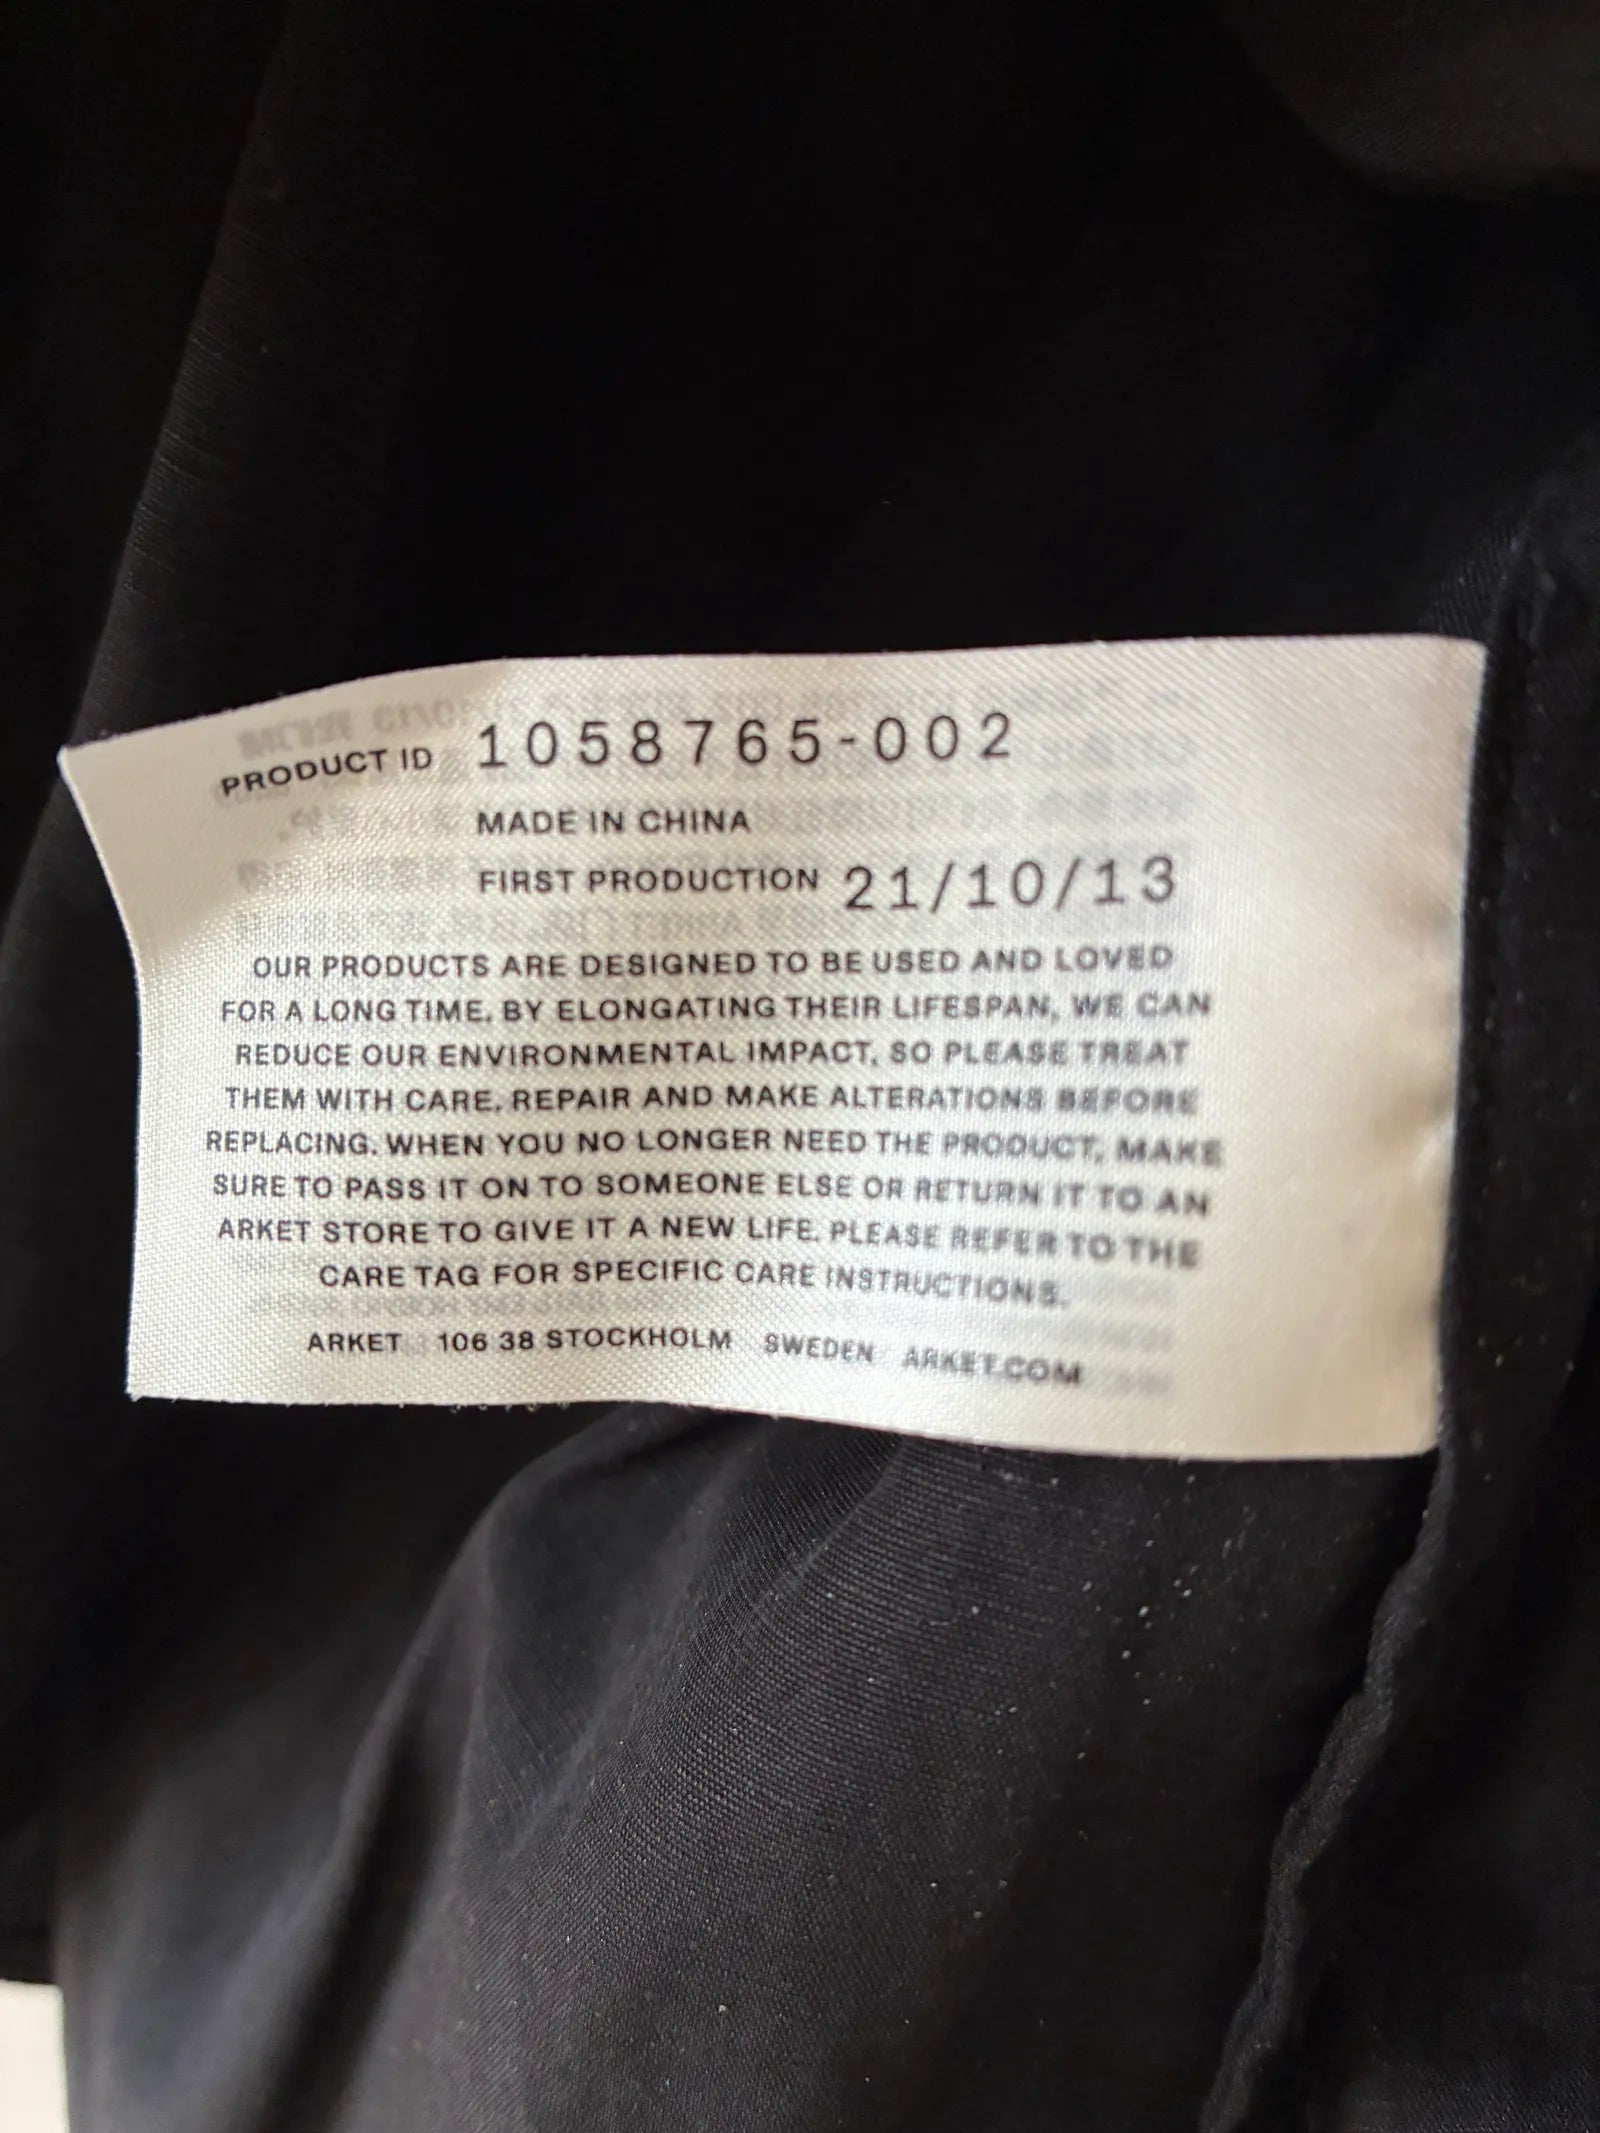 PRODUCT ID 1058765-002
MADE IN CHINA
FIRST PRODUCTION 21/10/13
OUR PRODUCTS ARE DESIGNED TO BE USED AND LOVED
FOR A LONG TIME. BY ELONGATING THEIR LIFESPAN, WE CAN
REDUCE OUR ENVIRONMENTAL IMPACT, SO PLEASE TREAT
THEM WITH CARE. REPAIR AND MAKE ALTERATIONS BEFORE
REPLACING. WHEN YOU NO LONGER NEED THE PRODUCT, MAKE
SURE TO PASS IT ON TO SOMEONE ELSE OR RETURN IT TO AN
ARKET STORE TO GIVE IT A NEW LIFE. PLEASE REFER TO THE
CARE TAG FOR SPECIFIC CARE INSTRUCTIONS.
ARKET 106 38 STOCKHOLM SWEDEN ARKET.COM